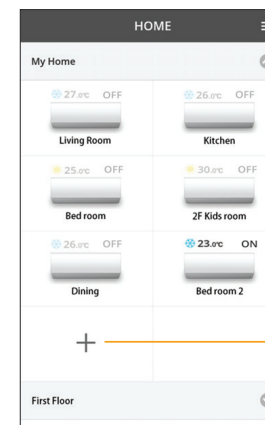 HOME
My Home
27.0°C OFF 26.0°C OFF
Living Room Kitchen
25.0°C OFF 30.0°C OFF
Bed room 2F Kids room
26.0°C OFF 23.0°C ON
Dining Bed room 2
+
First Floor